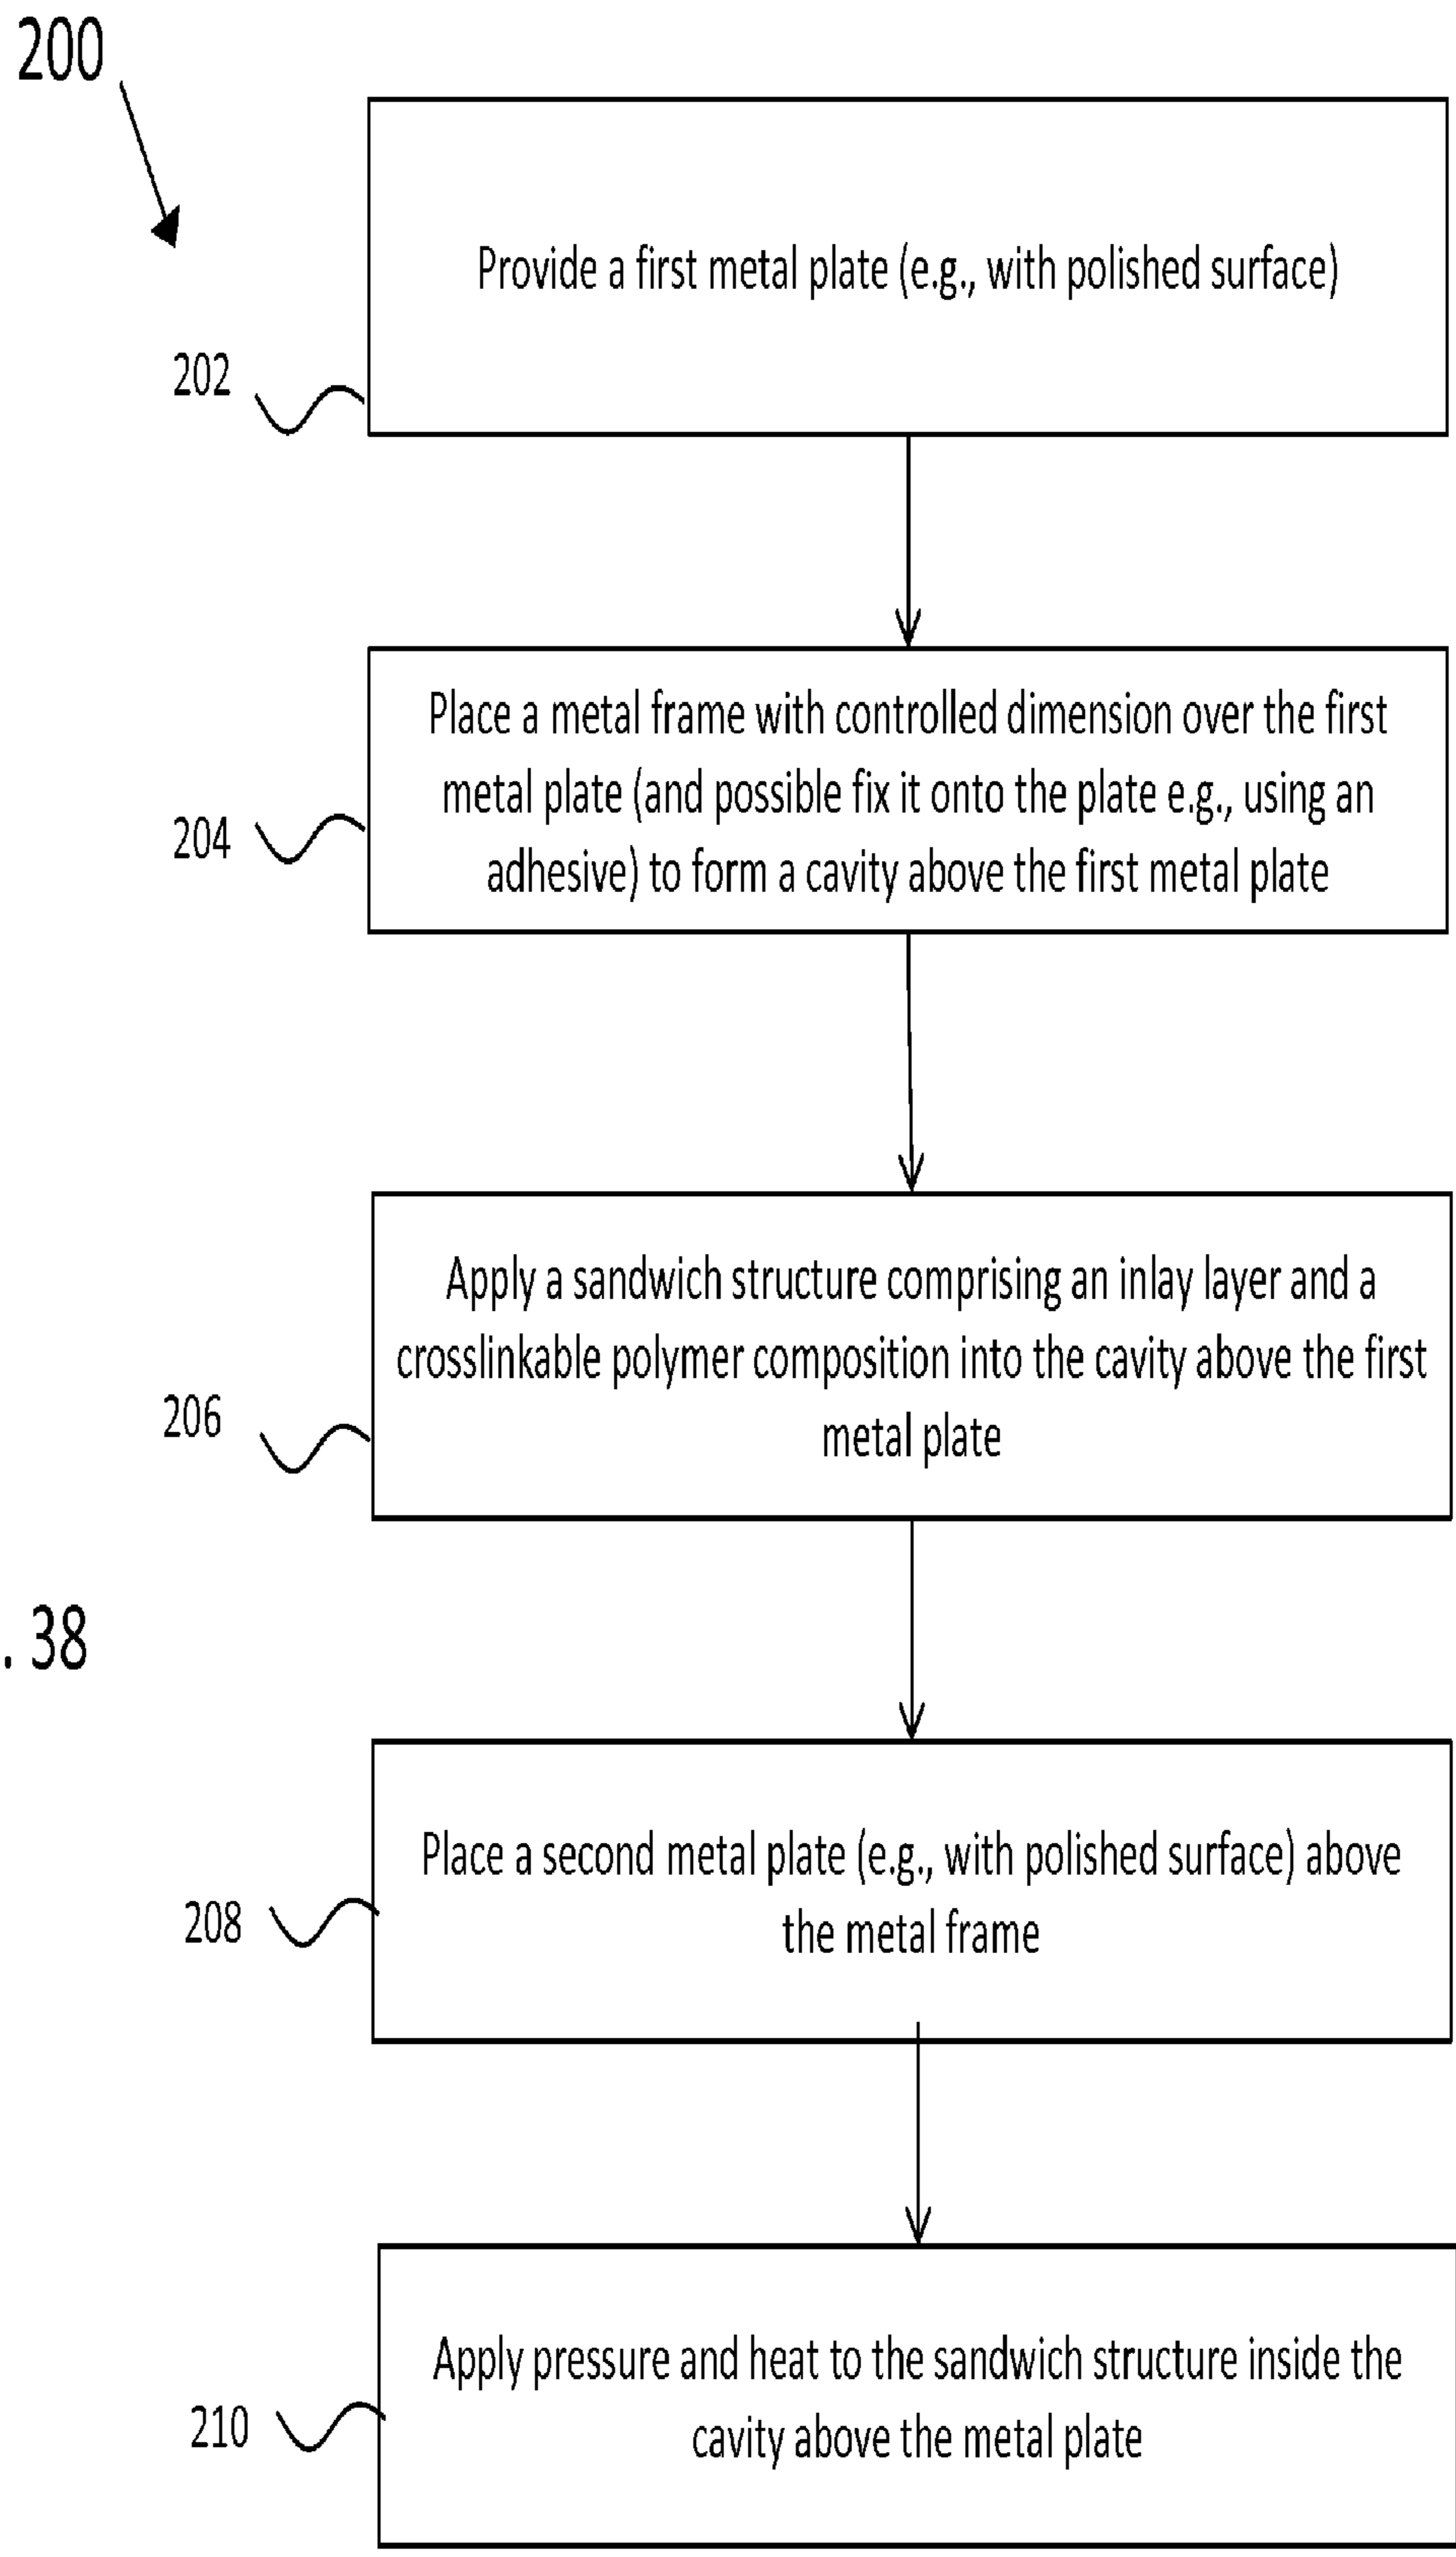 200
Provide a first metal plate (e.g., with polished surface)
202
Place a metal frame with controlled dimension over the first
metal plate (and possible fix it onto the plate e.g., using an
adhesive) to form a cavity above the first metal plate
204
Apply a sandwich structure comprising an inlay layer and a
crosslinkable polymer composition into the cavity above the first
metal plate
206
. 38
Place a second metal plate (e.g., with polished surface) above
the metal frame
208
Apply pressure and heat to the sandwich structure inside the
cavity above the metal plate
210